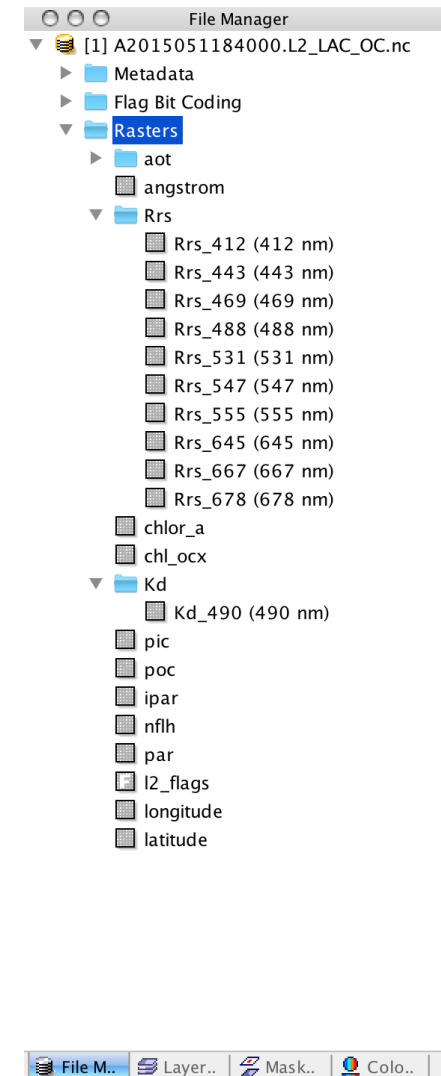 File Manager
[1] A2015051184000.L2_LAC_OC.nc
Metadata
Flag Bit Coding
Rasters
aot
angstrom
Rrs
Rrs_412 (412 nm)
Rrs_443 (443 nm)
Rrs_469 (469 nm)
Rrs_488 (488 nm)
Rrs_531 (531 nm)
Rrs_547 (547 nm)
Rrs_555 (555 nm)
Rrs_645 (645 nm)
Rrs_667 (667 nm)
Rrs_678 (678 nm)
chlor_a
chl_ocx
Kd
Kd_490 (490 nm)
pic
poc
ipar
nflh
par
F l2_flags
longitude
latitude
File M.. Layer.. Mask.. Colo..